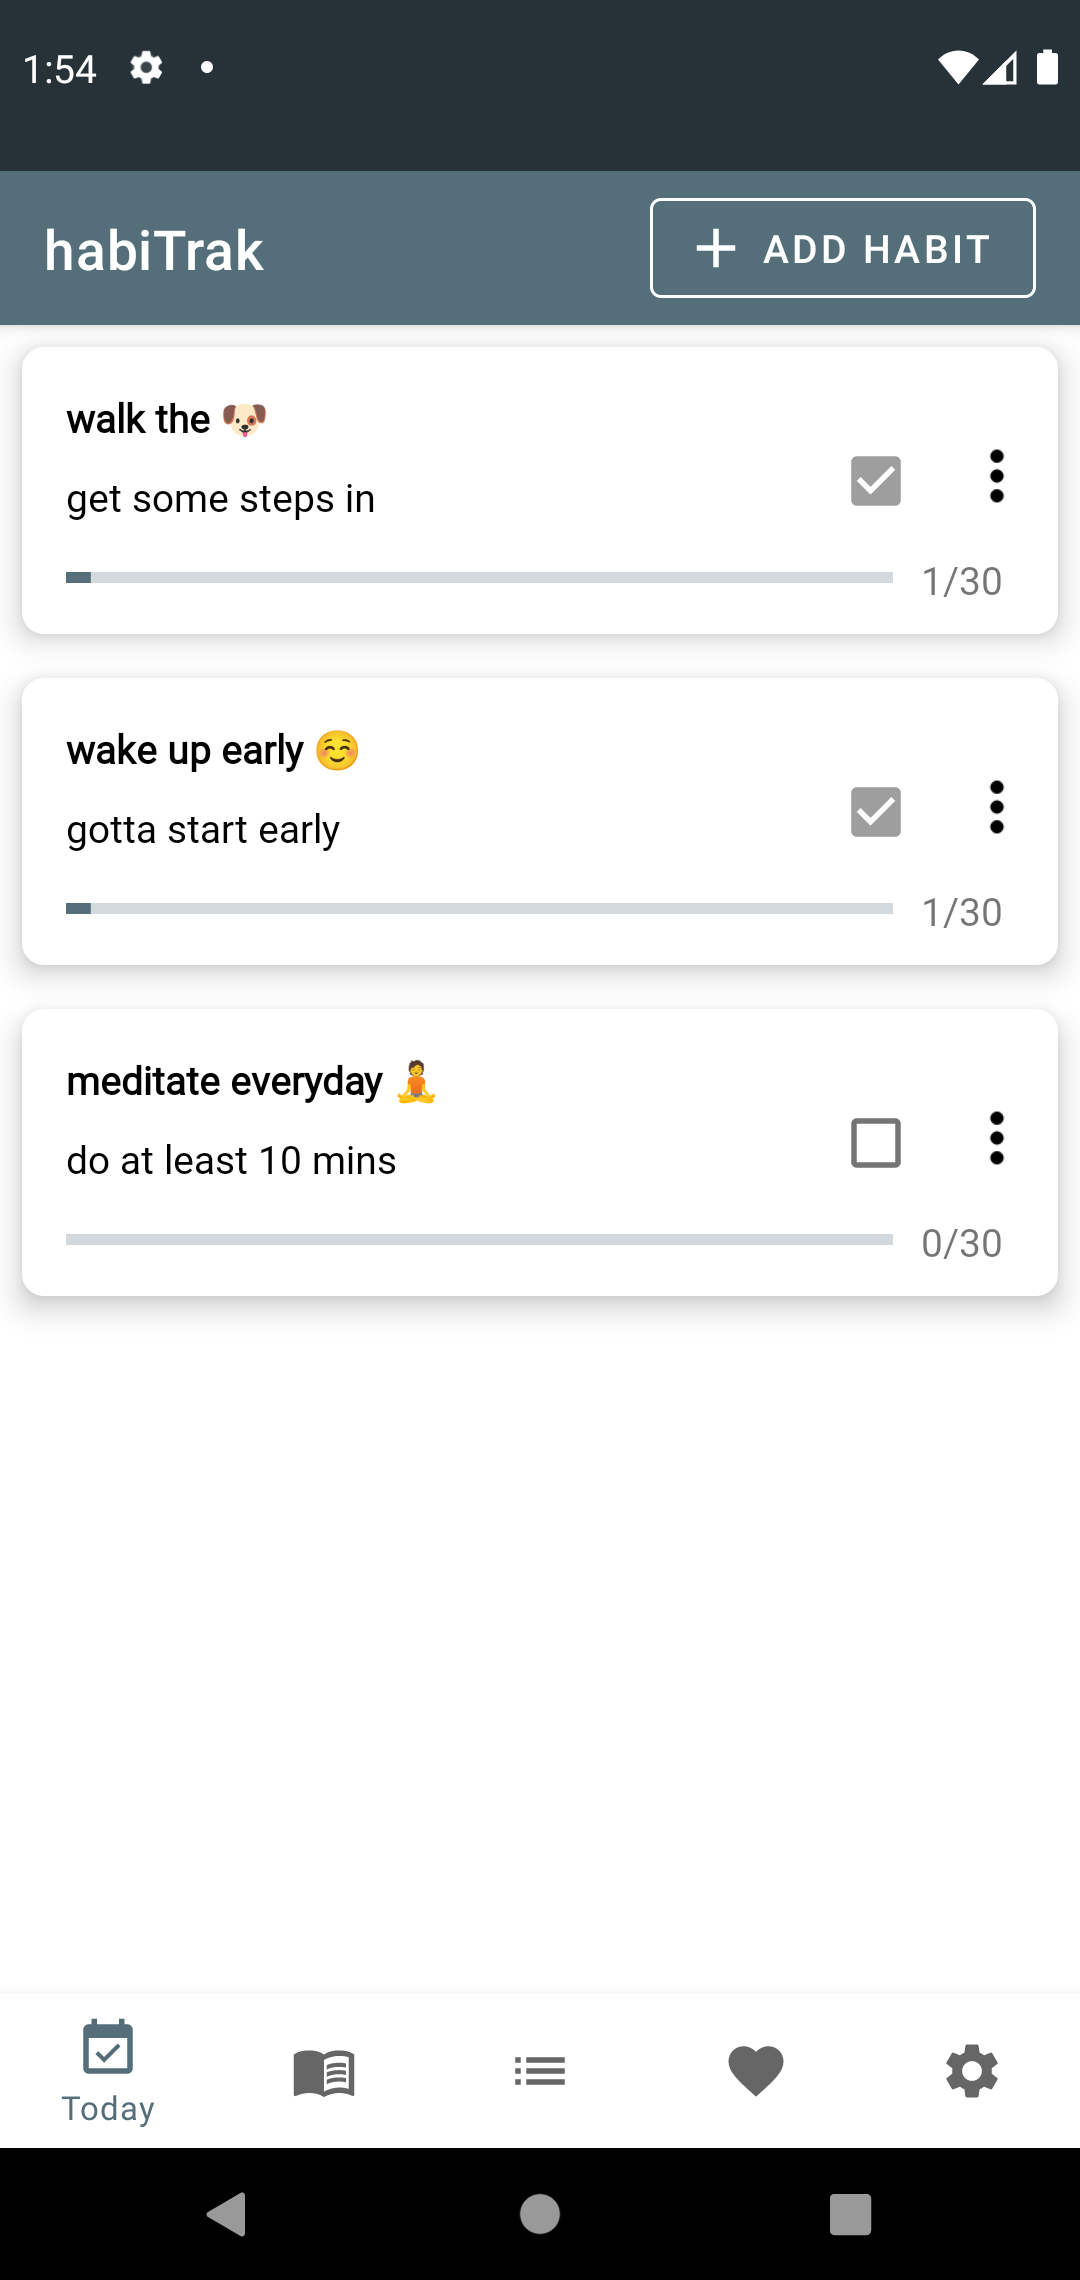 1:54
habiTrak
ADD HABIT
walk the 🐶
get some steps in
1/30
wake up early ☺️
gotta start early
1/30
meditate everyday 🧘
do at least 10 mins
0/30
Today